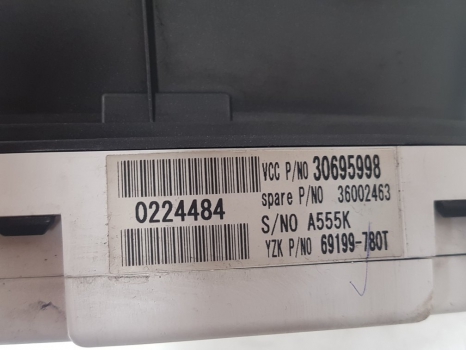 VCC P/NO 30695998
spare P/NO 36002463
0224484
S/NO A555K
YZK P/NO 69199-780T